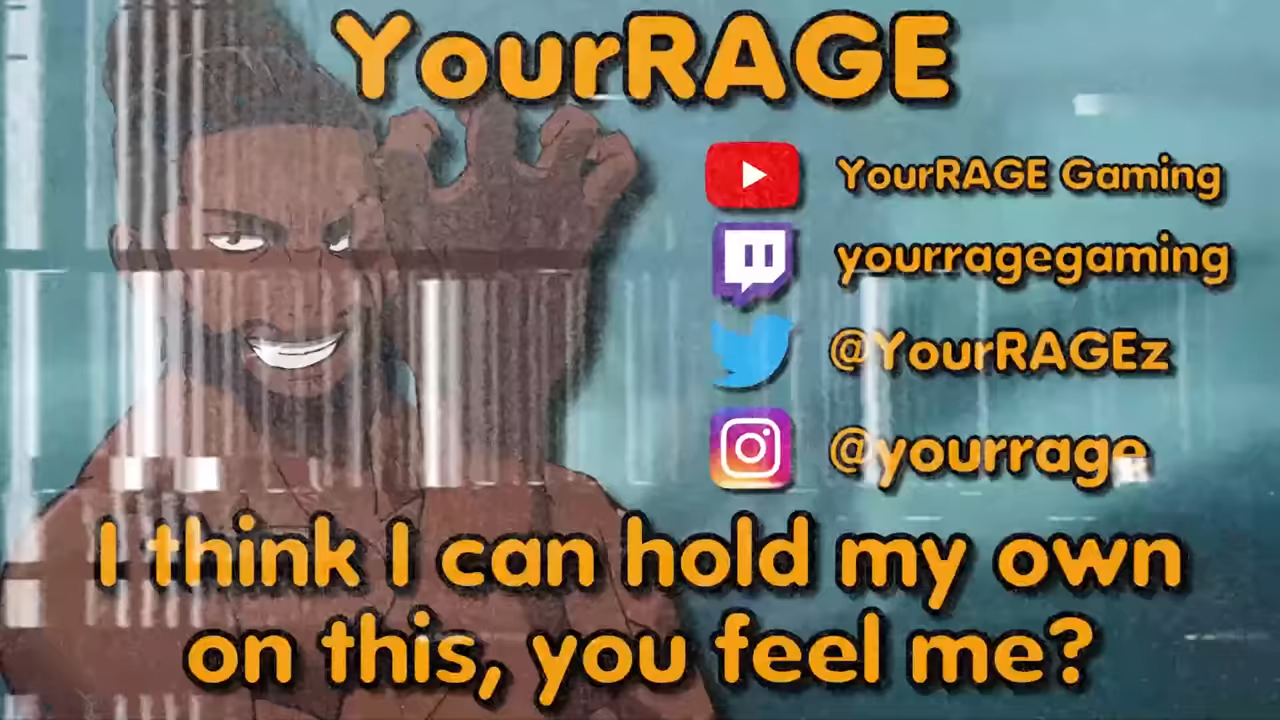 YourRAGE
YourRAGE Gaming
yourragegaming
@YourRAGEz
@yourrage
I think I can hold my own
on this, you feel me?